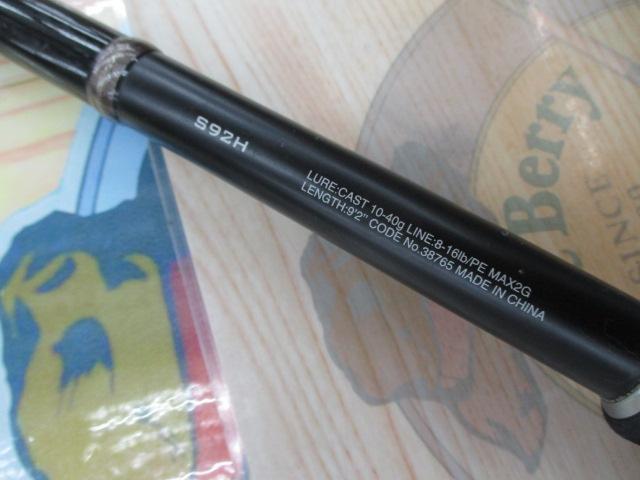 S92H
LURE:CAST 10-40g LINE:8-16lb/PE MAX2G
LENGTH:9'2" CODE No.38765 MADE IN CHINA
Berry
SINCE